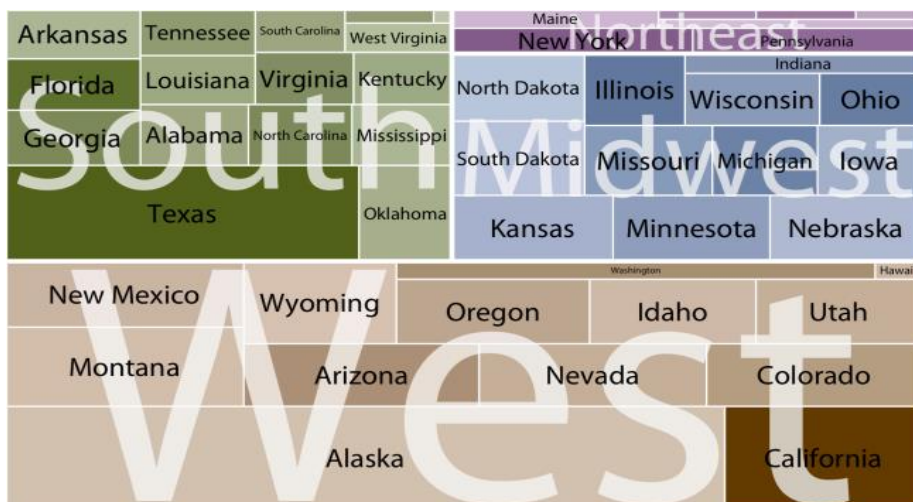 Arkansas
Tennessee
South Carolina
West Virginia
Florida
Louisiana
Virginia
Kentucky
Georgia
Alabama
North Carolina
Mississippi
South
Texas
Oklahoma
Maine
Northeast
New York
Pennsylvania
North Dakota
Illinois
Indiana
Wisconsin
Ohio
South Dakota
Missouri
Michigan
Iowa
Midwest
Kansas
Minnesota
Nebraska
New Mexico
Wyoming
Washington
Hawaii
Oregon
Idaho
Utah
Montana
Arizona
Nevada
Colorado
West
Alaska
California